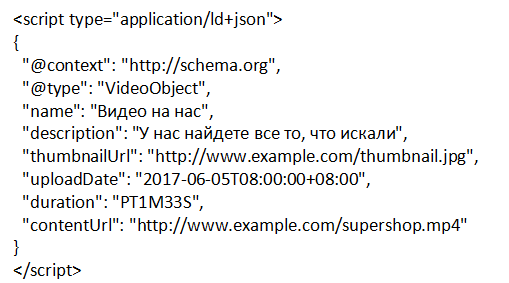 <script type="application/ld+json">
{
"@context": "http://schema.org",
"@type": "VideoObject",
"name": "Видео на нас",
"description": "У нас найдете все то, что искали",
"thumbnailUrl": "http://www.example.com/thumbnail.jpg",
"uploadDate": "2017-06-05T08:00:00+08:00",
"duration": "PT1M33S",
"contentUrl": "http://www.example.com/supershop.mp4"
}
</script>